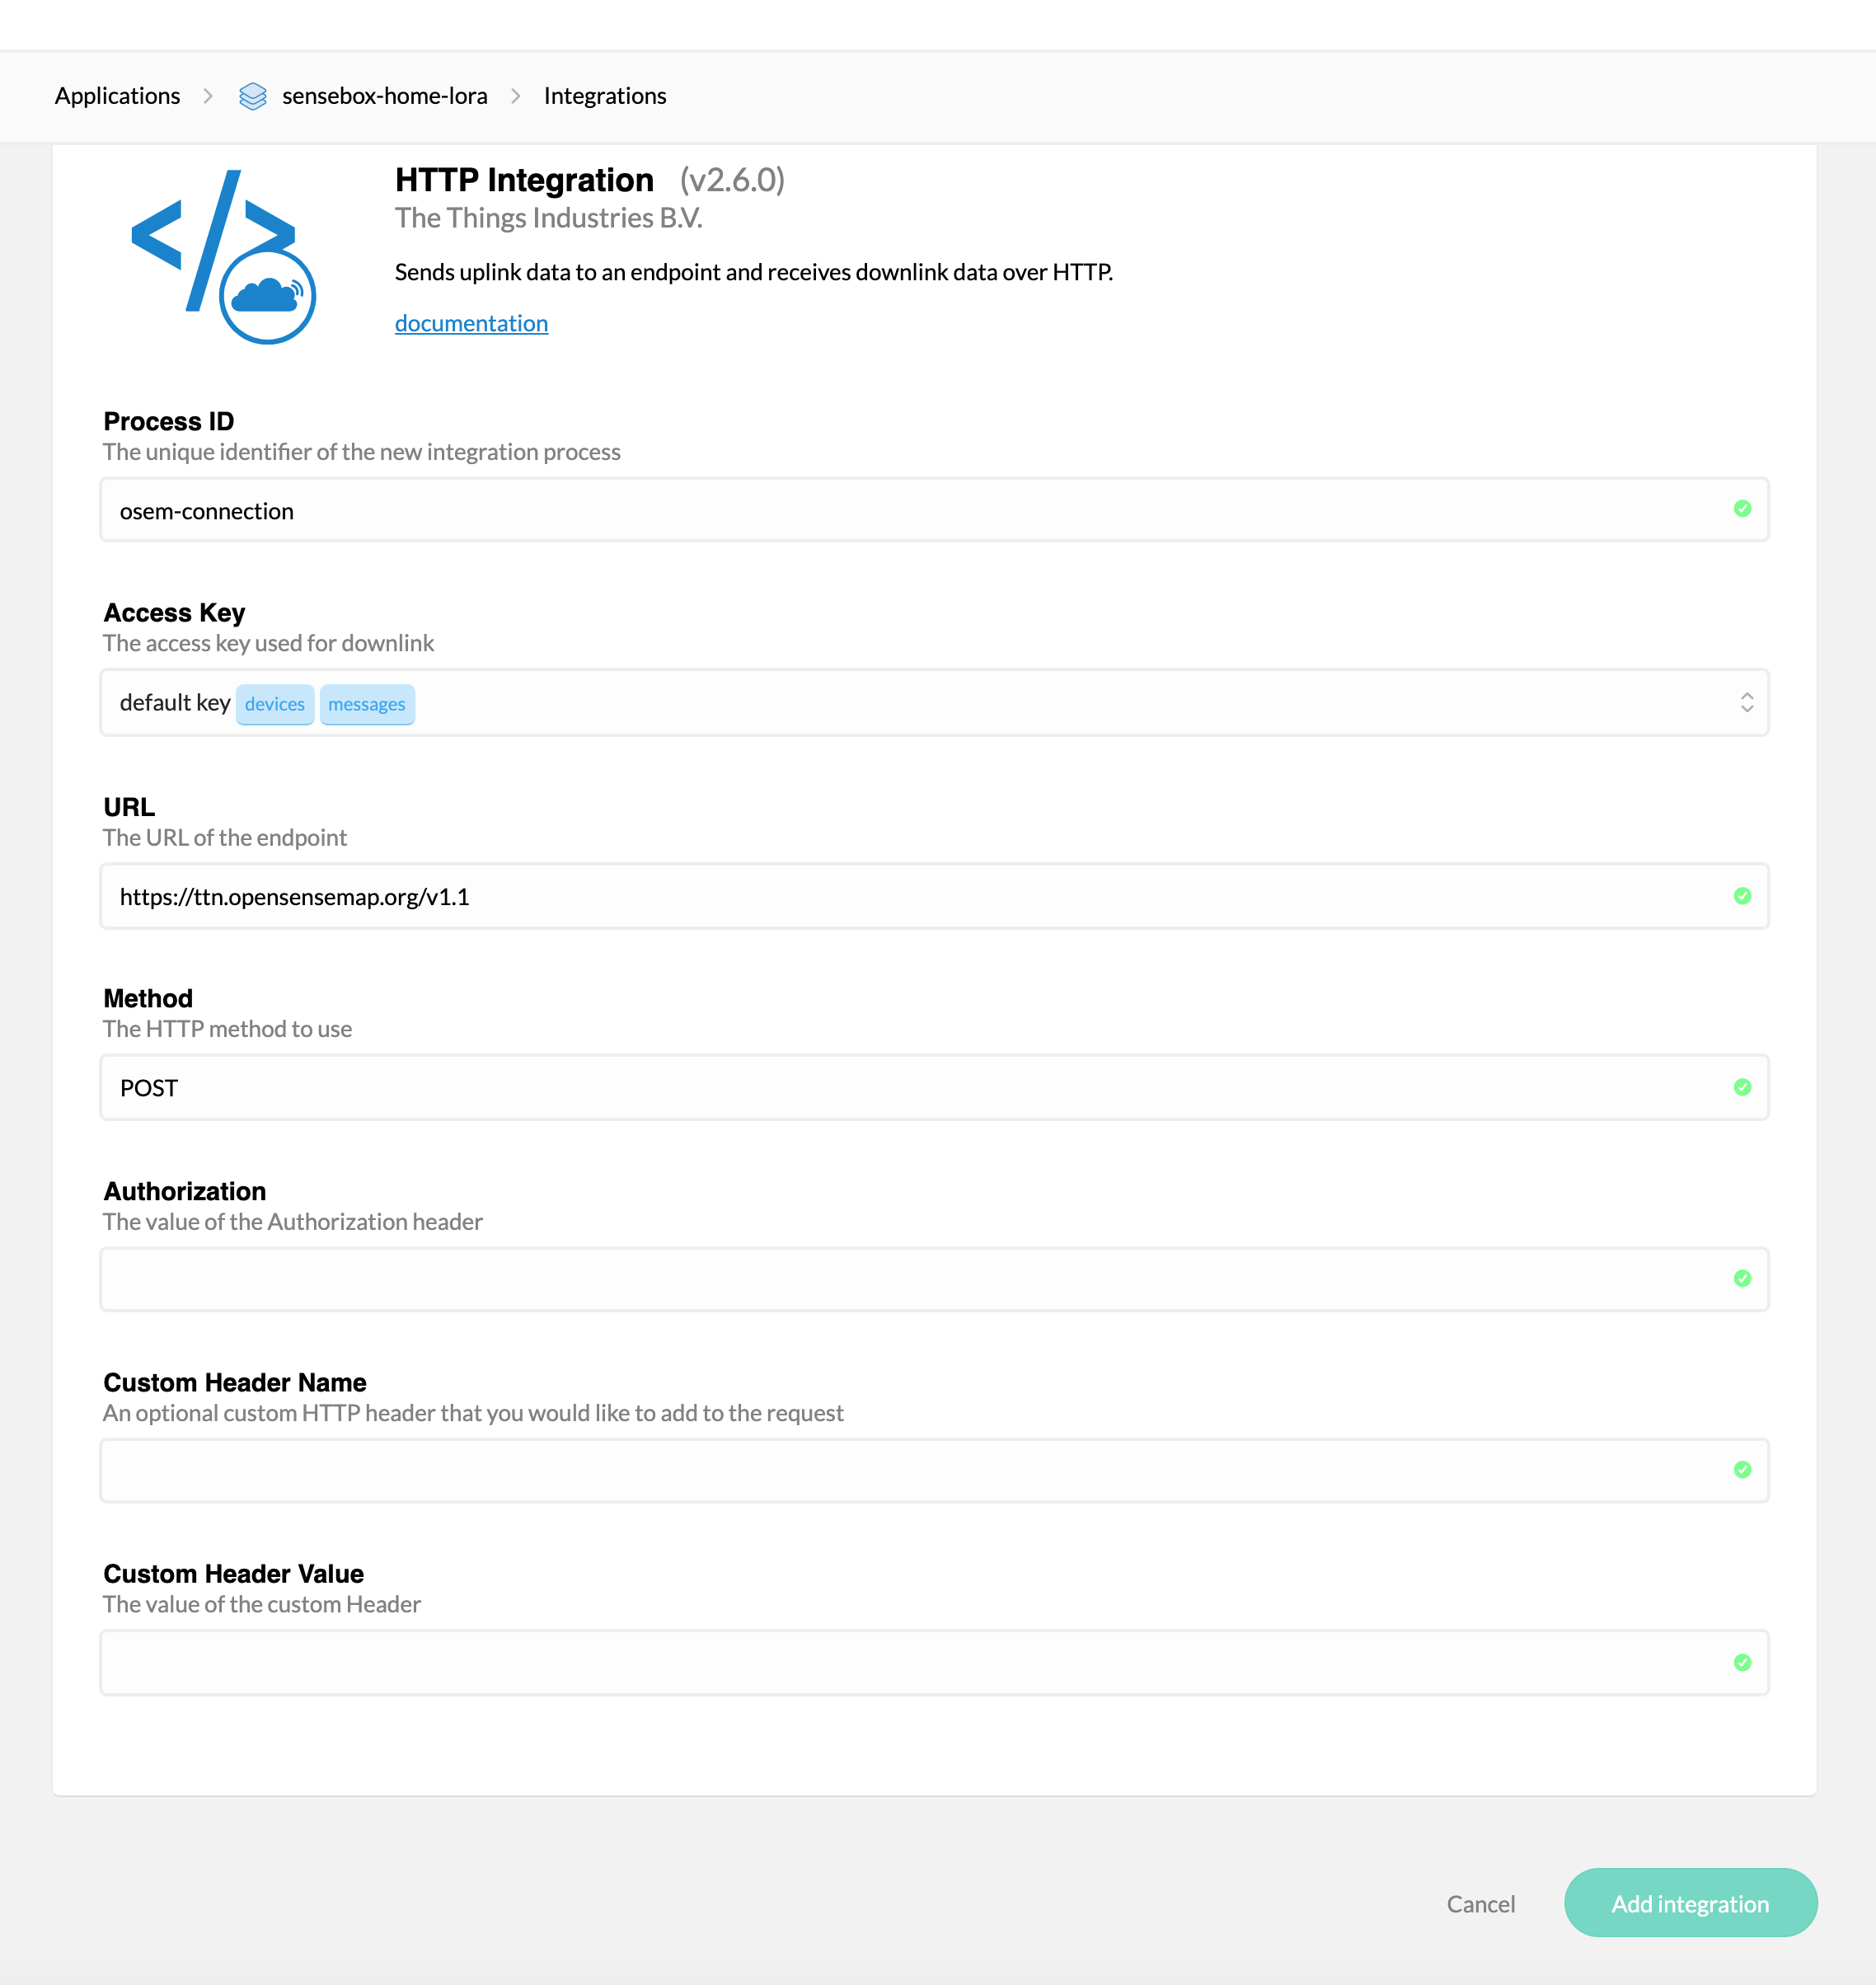 Applications > sensebox-home-lora > Integrations
</>
HTTP Integration (v2.6.0)
The Things Industries B.V.
Sends uplink data to an endpoint and receives downlink data over HTTP.
documentation
Process ID
The unique identifier of the new integration process
osem-connection
Access Key
The access key used for downlink
default key devices messages
URL
The URL of the endpoint
https://ttn.opensensemap.org/v1.1
Method
The HTTP method to use
POST
Authorization
The value of the Authorization header
Custom Header Name
An optional custom HTTP header that you would like to add to the request
Custom Header Value
The value of the custom Header
Cancel Add integration